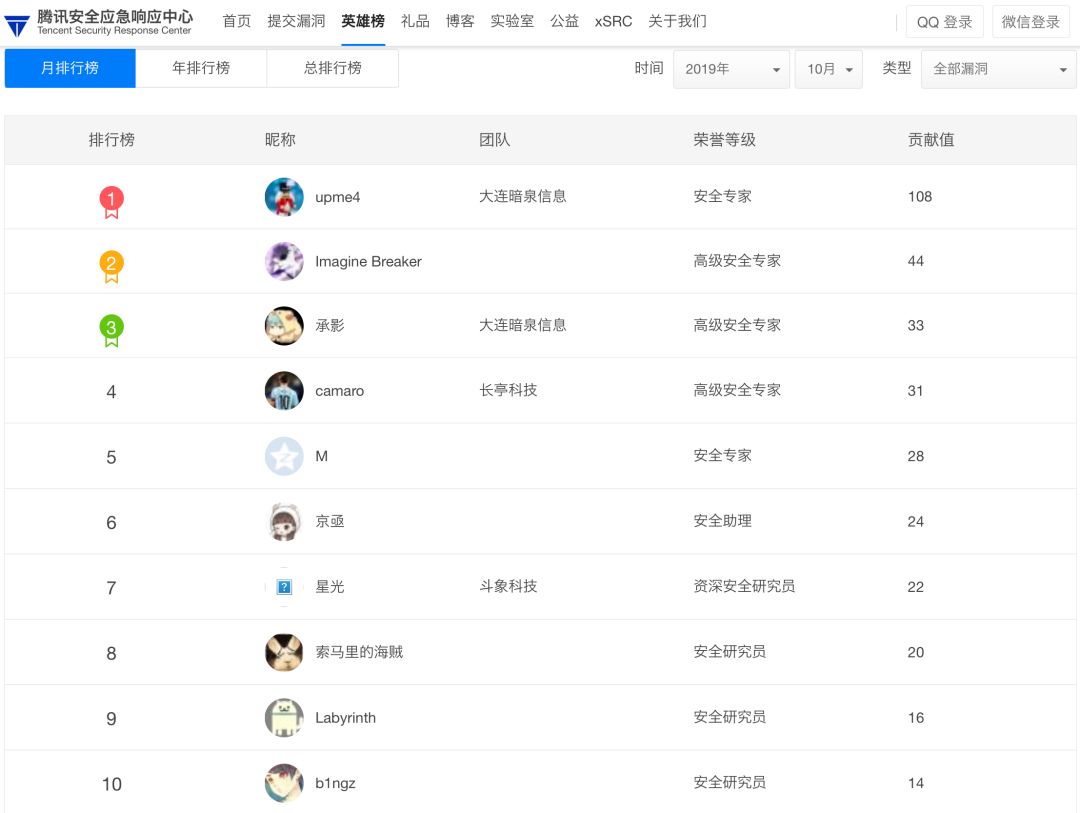 腾讯安全应急响应中心
Tencent Security Response Center
首页 提交漏洞 英雄榜 礼品 博客 实验室 公益 xSRC 关于我们
QQ 登录 微信登录
月排行榜 年排行榜 总排行榜 时间 2019年 10月 类型 全部漏洞
排行榜 昵称 团队 荣誉等级 贡献值
1 upme4 大连暗泉信息 安全专家 108
2 Imagine Breaker 高级安全专家 44
3 承影 大连暗泉信息 高级安全专家 33
4 camaro 长亭科技 高级安全专家 31
5 M 安全专家 28
6 京亟 安全助理 24
7 星光 斗象科技 资深安全研究员 22
8 索马里的海贼 安全研究员 20
9 Labyrinth 安全研究员 16
10 b1ngz 安全研究员 14